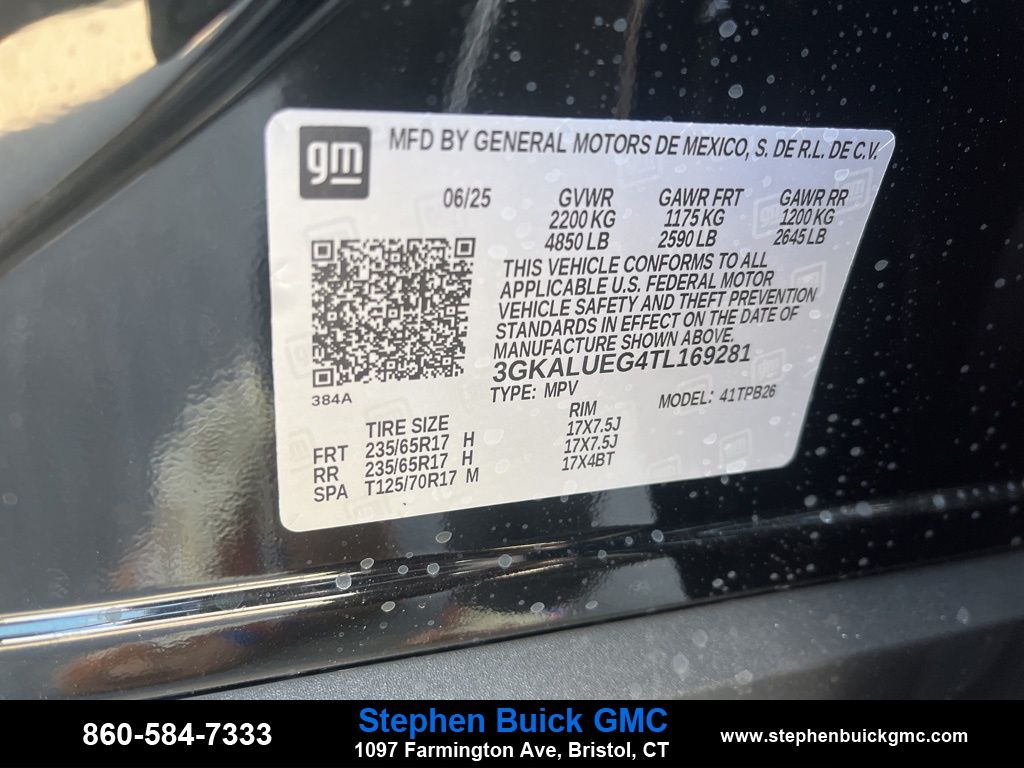 gm
MFD BY GENERAL MOTORS DE MEXICO, S. DE R.L. DE C.V.
06/25 GVWR GAWR FRT GAWR RR
2200 KG 1175 KG 1200 KG
4850 LB 2590 LB 2645 LB
THIS VEHICLE CONFORMS TO ALL
APPLICABLE U.S. FEDERAL MOTOR
VEHICLE SAFETY AND THEFT PREVENTION
STANDARDS IN EFFECT ON THE DATE OF
MANUFACTURE SHOWN ABOVE.
3GKALUEG4TL169281
TYPE: MPV MODEL: 41TPB26
384A
TIRE SIZE RIM
FRT 235/65R17 H 17X7.5J
RR 235/65R17 H 17X7.5J
SPA T125/70R17 M 17X4BT
860-584-7333
Stephen Buick GMC
1097 Farmington Ave, Bristol, CT
www.stephenbuickgmc.com